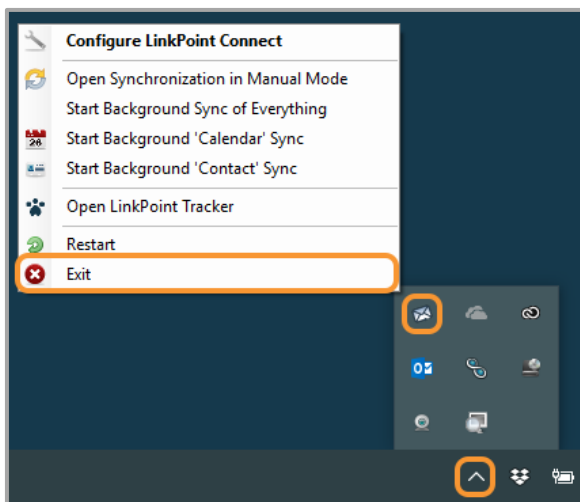 Configure LinkPoint Connect
Open Synchronization in Manual Mode
Start Background Sync of Everything
26
Start Background 'Calendar' Sync
Start Background 'Contact' Sync
Open LinkPoint Tracker
Restart
Exit